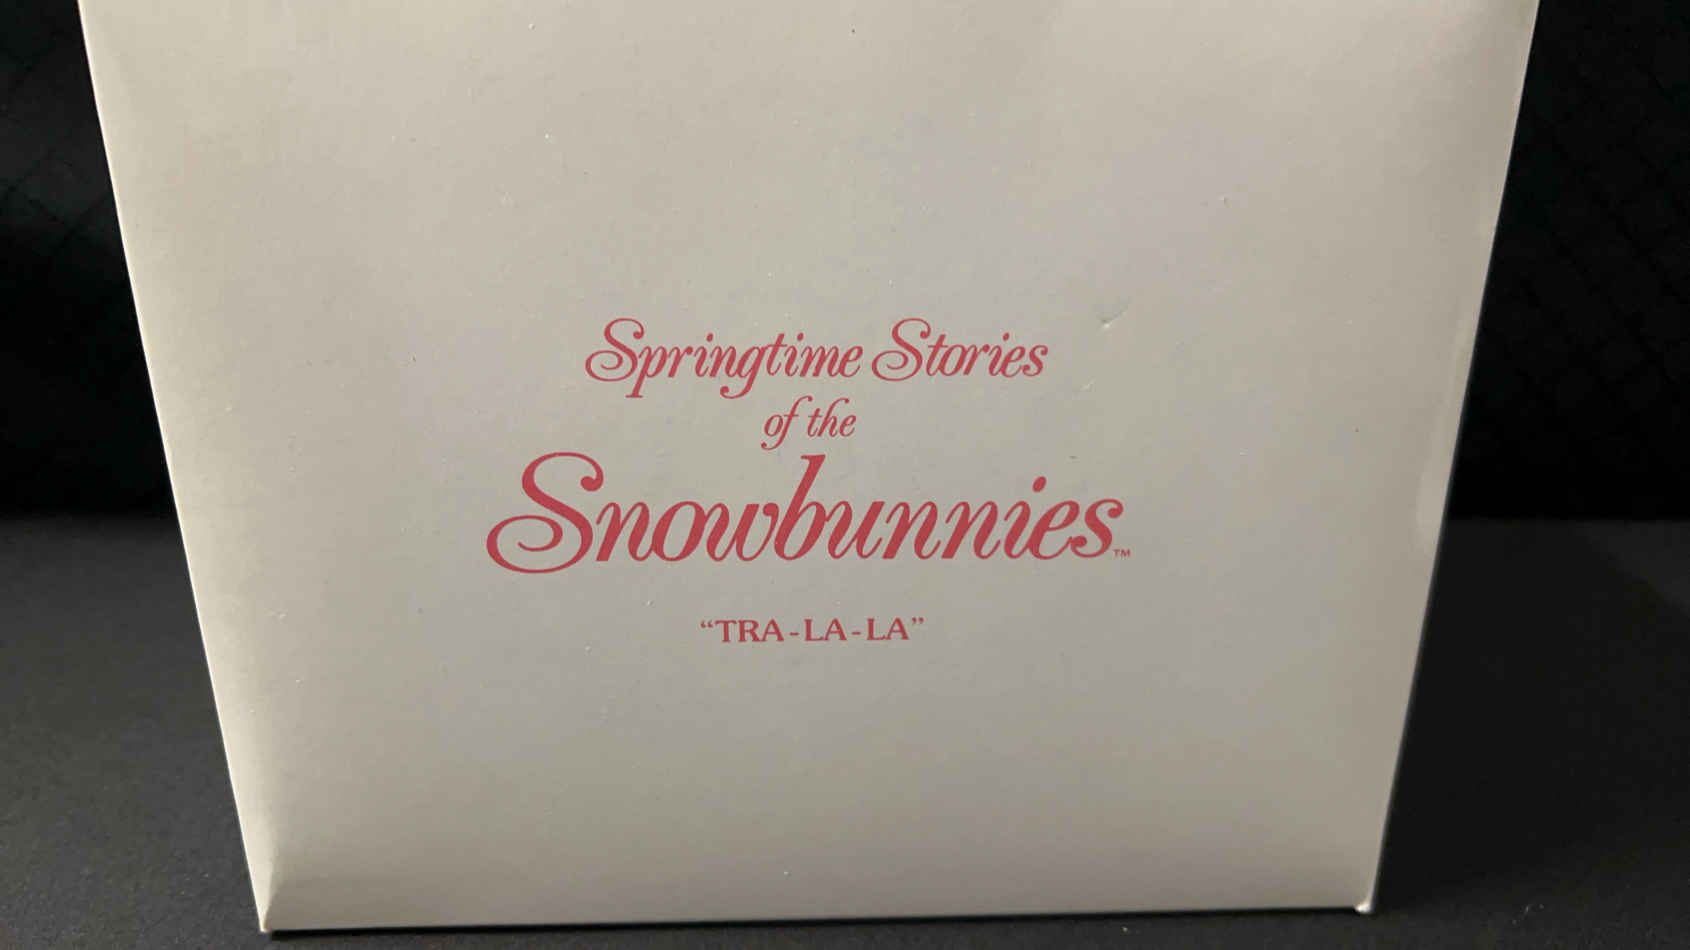 Springtime Stories
of the
Snowbunnies™
“TRA-LA-LA”